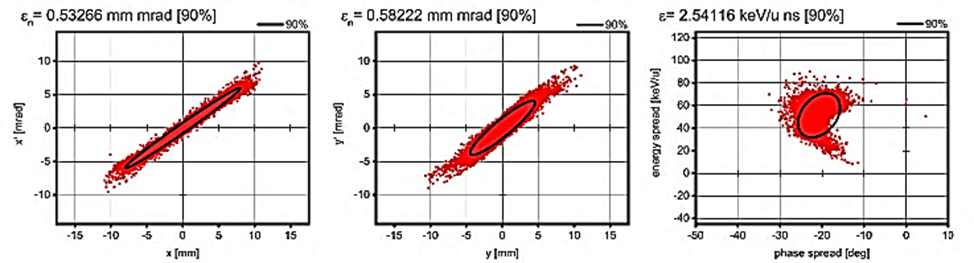 εn= 0.53266 mm mrad [90%]
90%
10
5
0
-5
-10
x' [mrad]
-15 -10 -5 0 5 10 15
x [mm]
εn= 0.58222 mm mrad [90%]
90%
10
5
0
-5
-10
y' [mrad]
-15 -10 -5 0 5 10 15
y [mm]
ε= 2.54116 keV/u ns [90%]
90%
120
100
80
60
40
20
0
-20
-40
energy spread [keV/u]
-50 -40 -30 -20 -10 0 10
phase spread [deg]